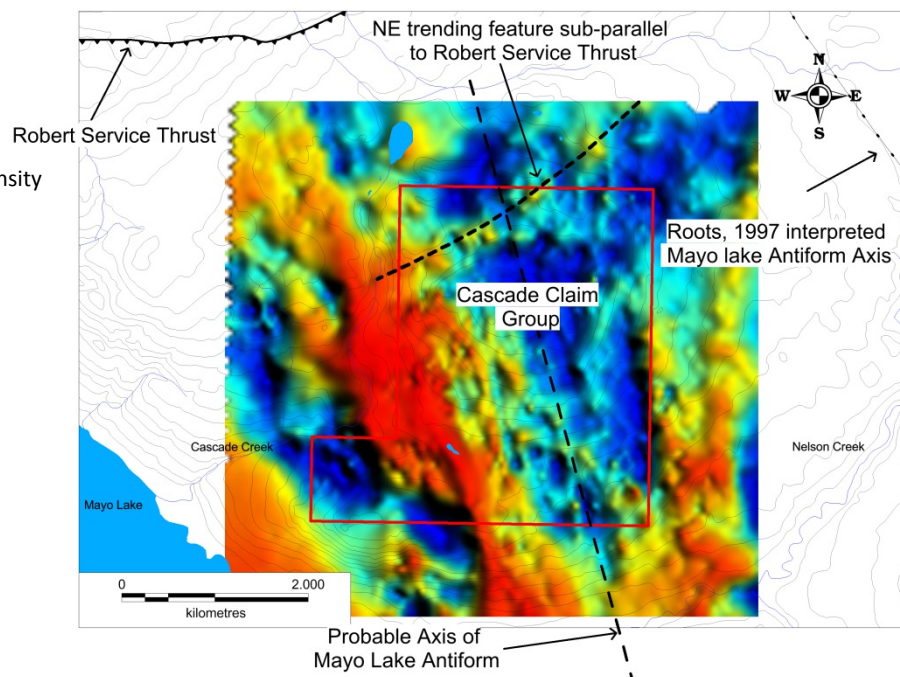 NE trending feature sub-parallel
to Robert Service Thrust
N
W
E
S
Robert Service Thrust
nsity
Roots, 1997 interpreted
Mayo lake Antiform Axis
Cascade Claim
Group
Cascade Creek
Nelson Creek
Mayo Lake
0
2.000
kilometres
Probable Axis of
Mayo Lake Antiform